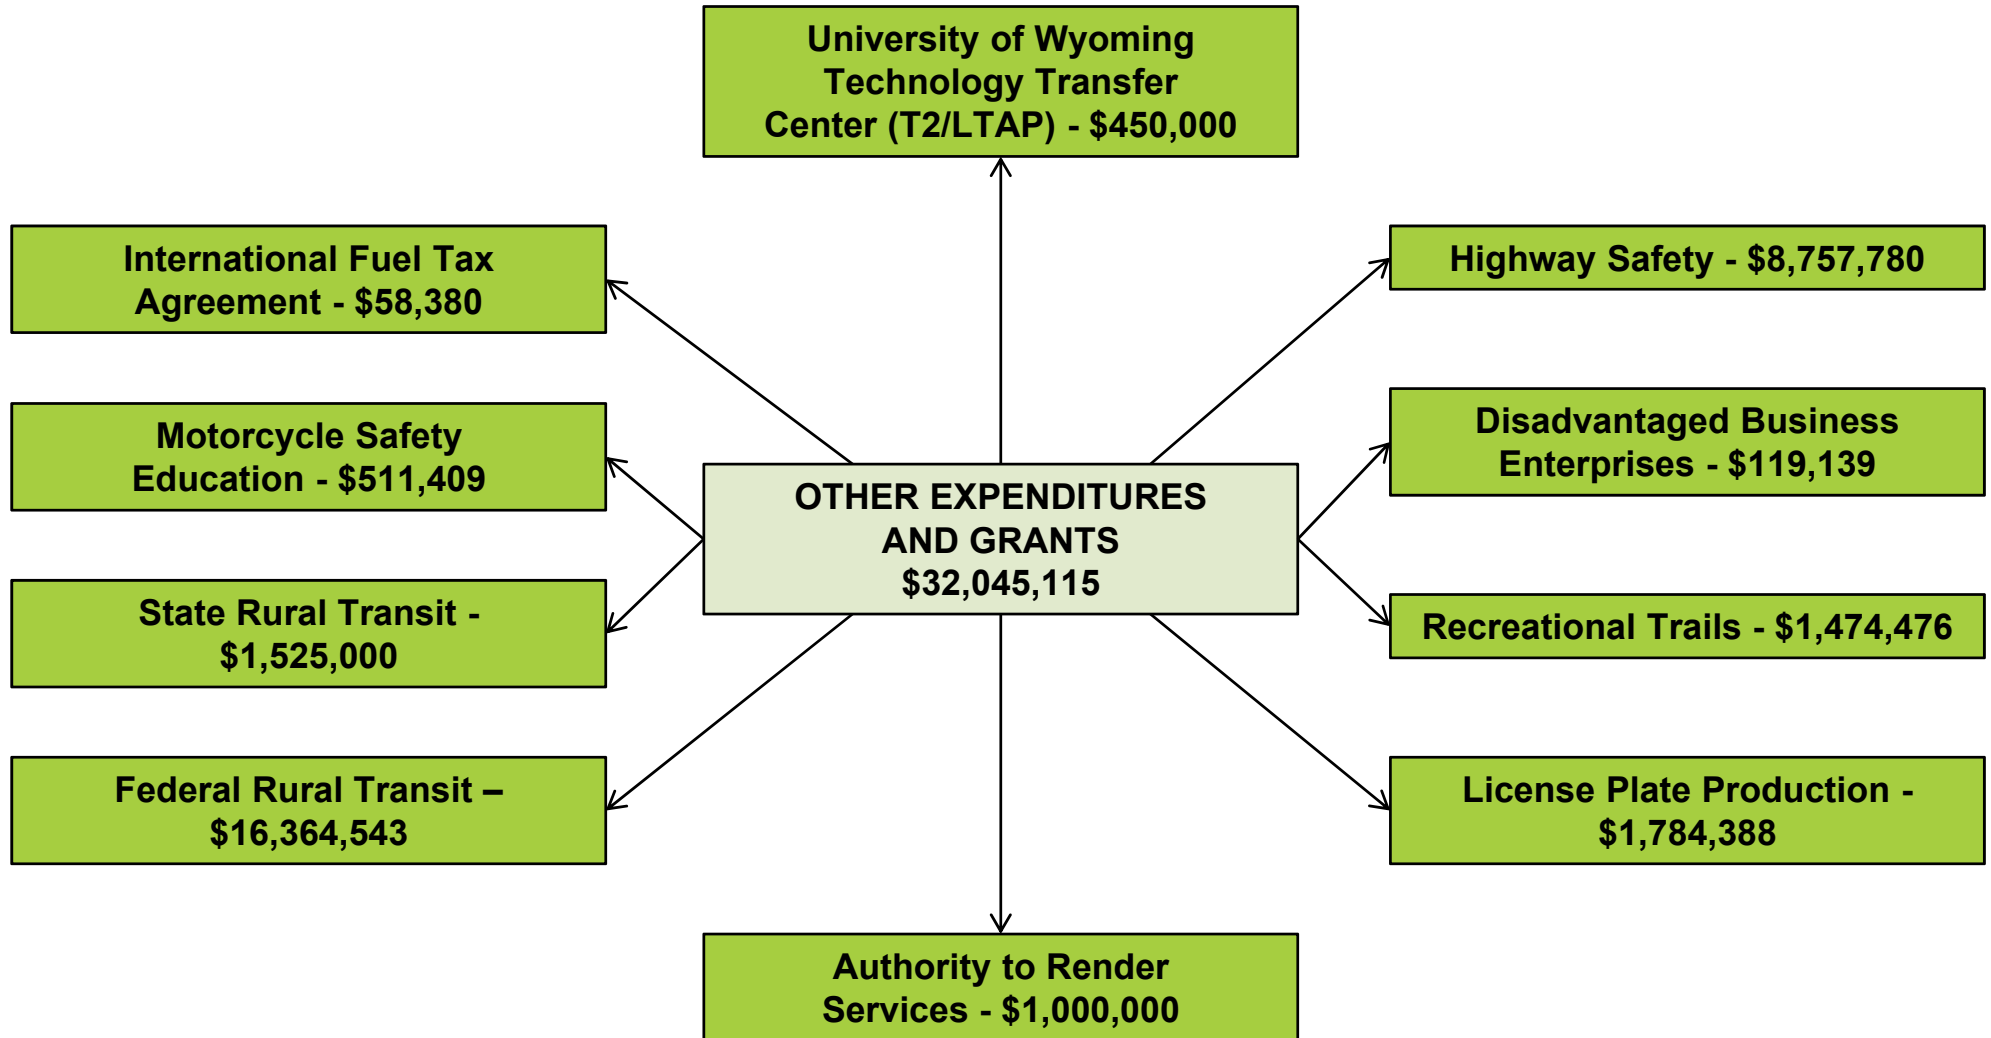 University of Wyoming
Technology Transfer
Center (T2/LTAP) - $450,000
International Fuel Tax
Agreement - $58,380
Highway Safety - $8,757,780
Motorcycle Safety
Education - $511,409
Disadvantaged Business
Enterprises - $119,139
OTHER EXPENDITURES
AND GRANTS
$32,045,115
State Rural Transit -
$1,525,000
Recreational Trails - $1,474,476
Federal Rural Transit –
$16,364,543
License Plate Production -
$1,784,388
Authority to Render
Services - $1,000,000